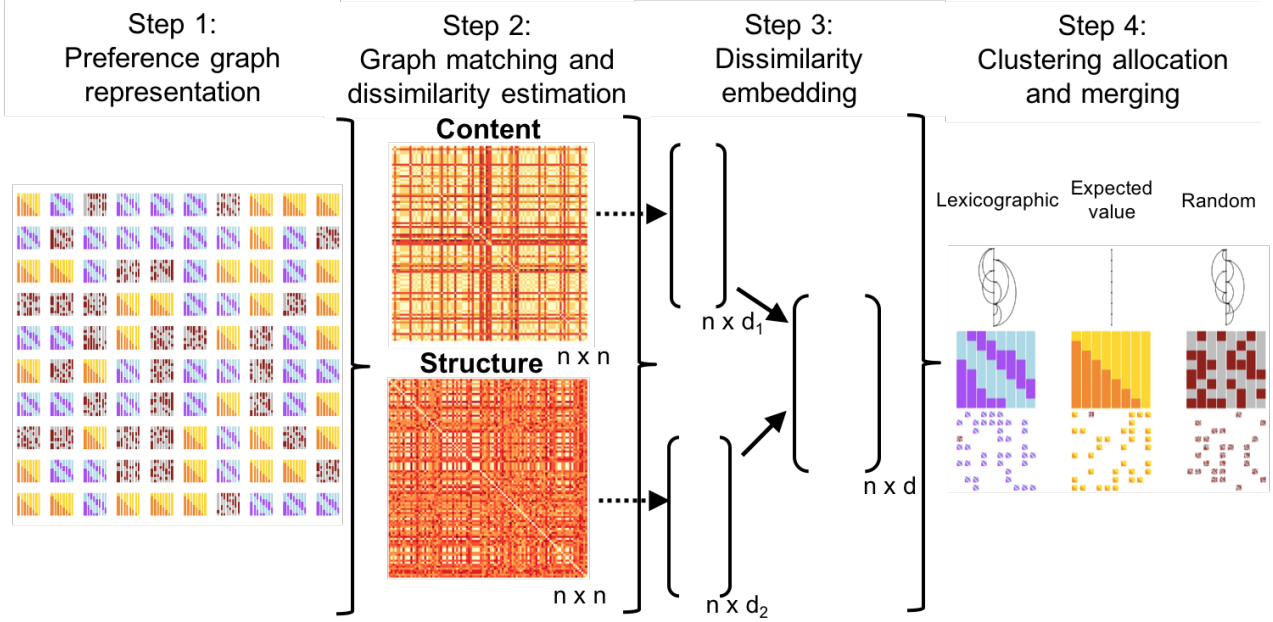 Step 1:
Preference graph
representation
Step 2:
Graph matching and
dissimilarity estimation
Step 3:
Dissimilarity
embedding
Step 4:
Clustering allocation
and merging
Content
n x n
Structure
n x n
n x d₁
n x d₂
n x d
Lexicographic
Expected
value
Random